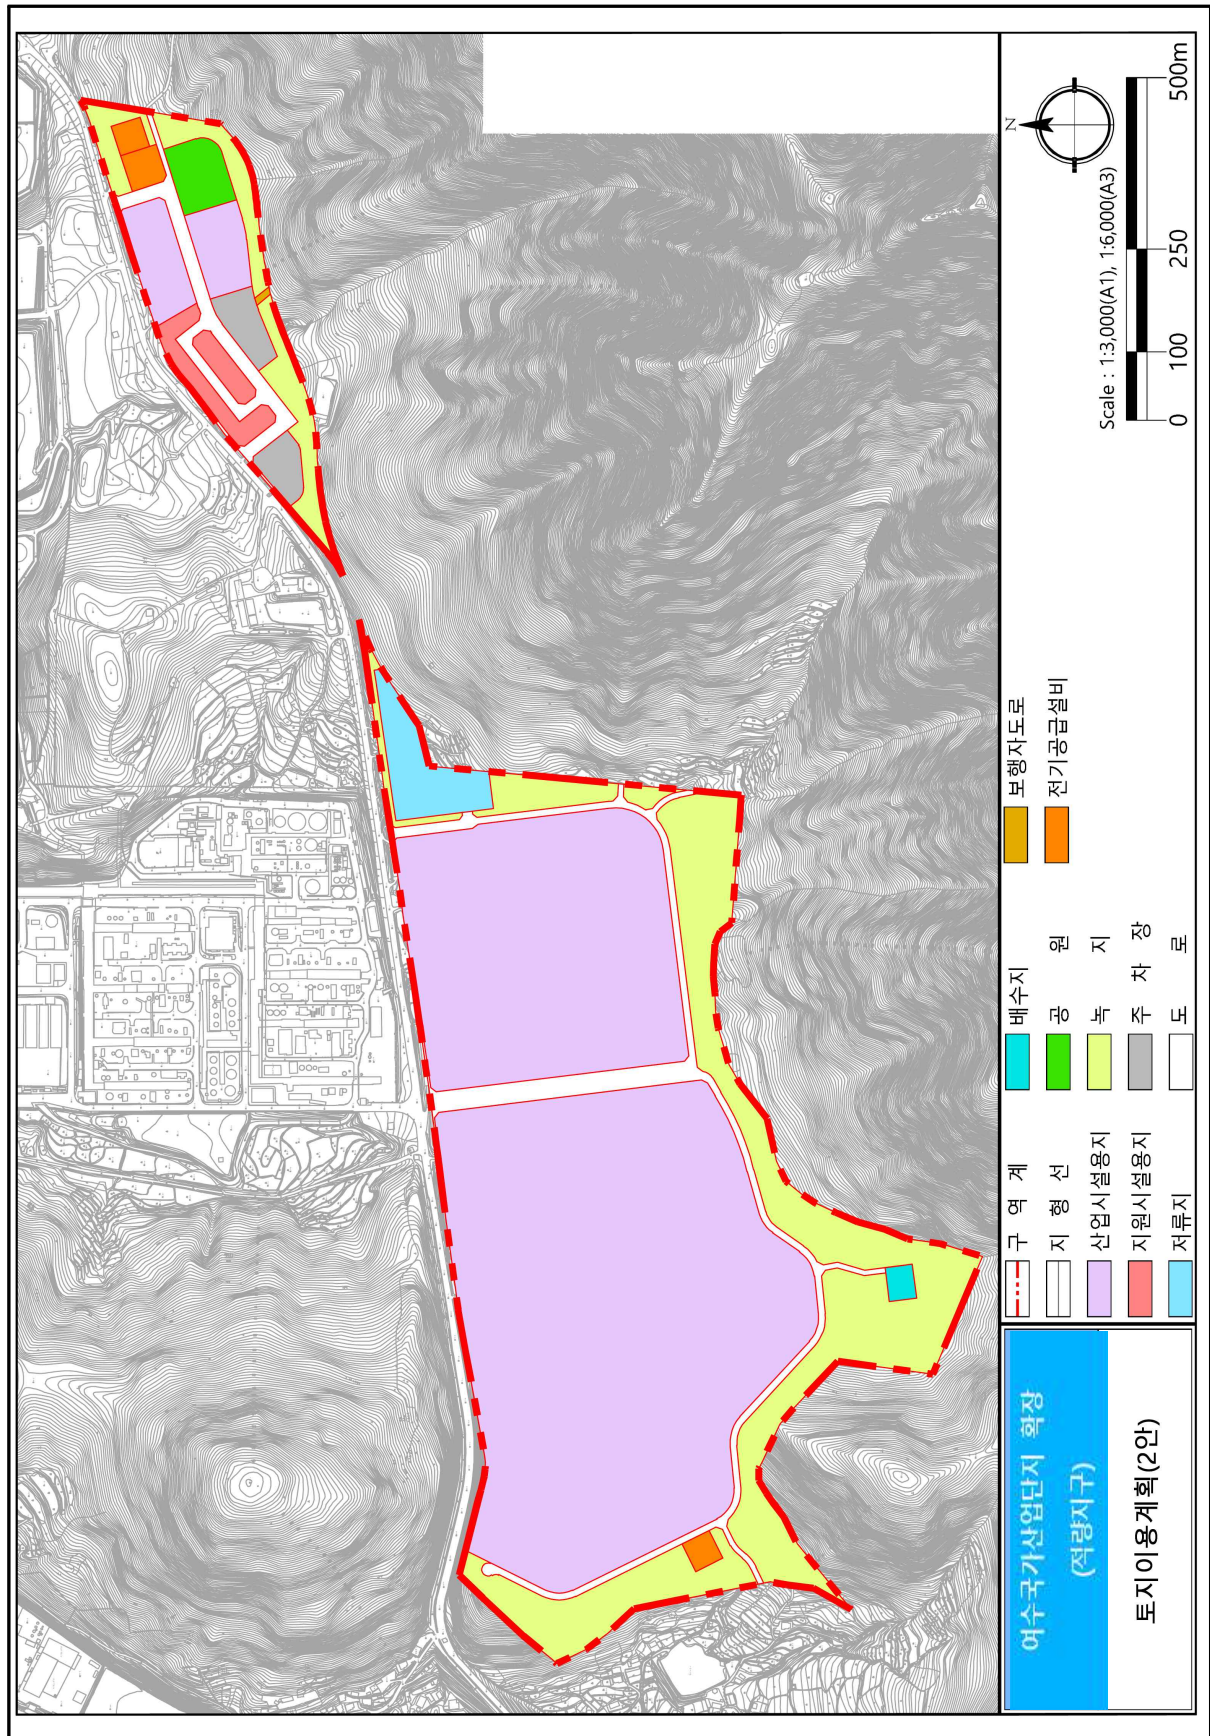 여수국가산업단지 확장
(적량지구)
토지이용계획(2안)
구 역 계
지 형 선
산업시설용지
지원시설용지
저류지
배수지
공 원
녹 지
주 차 장
도 로
보행자도로
전기공급설비
N
Scale : 1:3,000(A1), 1:6,000(A3)
0 100 250 500m